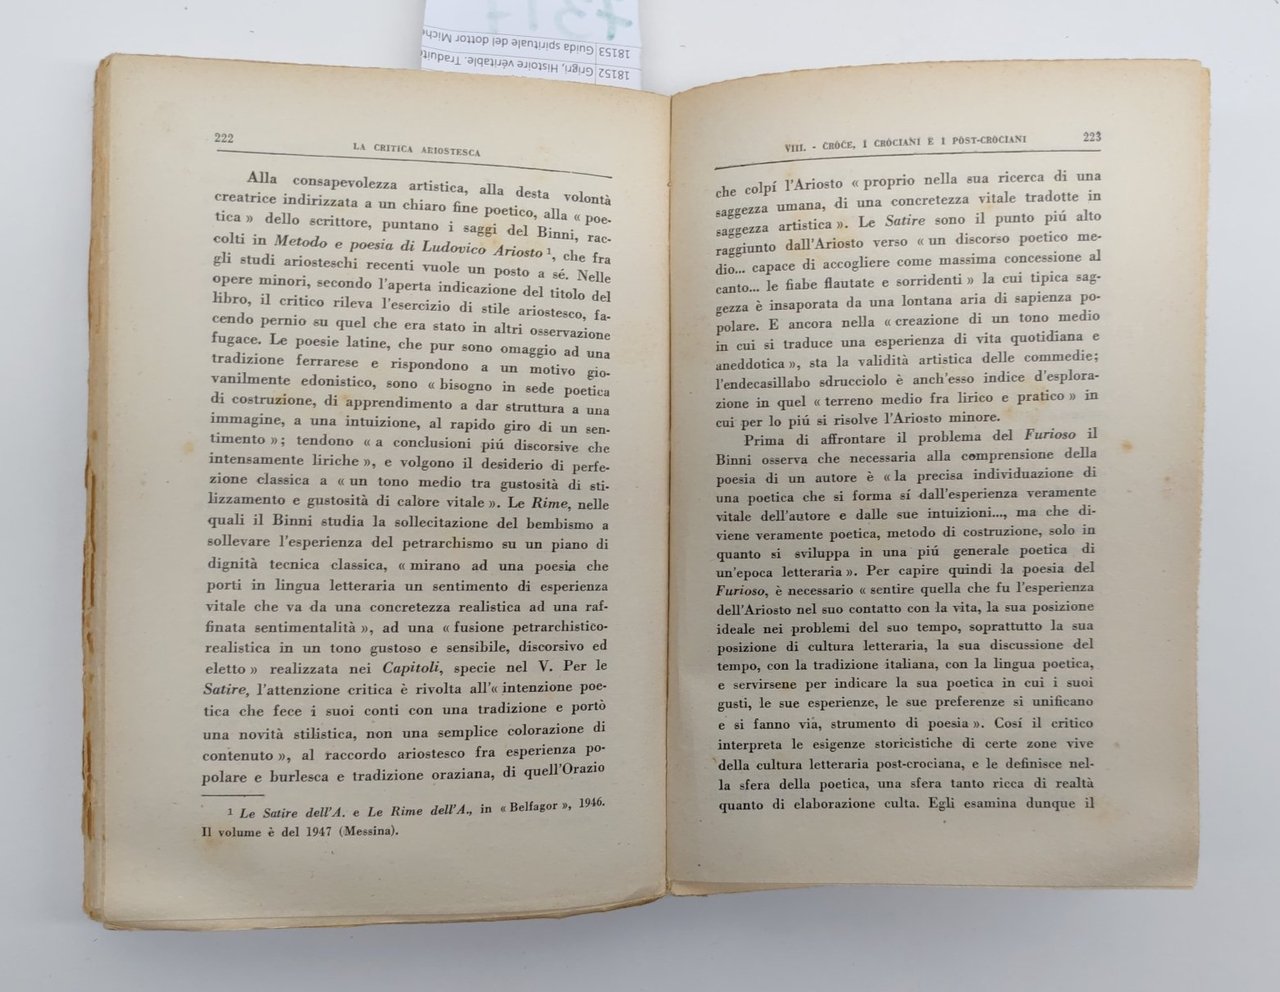 18152 Grigri, Histoire véritable. Traduite
18153 Guida spirituale del dottor Miche
222
LA CRITICA ARIOSTESCA
Alla consapevolezza artistica, alla desta volontà
creatrice indirizzata a un chiaro fine poetico, alla « poe-
tica » dello scrittore, puntano i saggi del Binni, rac-
colti in Metodo e poesia di Ludovico Ariosto ¹, che fra
gli studi ariosteschi recenti vuole un posto a sé. Nelle
opere minori, secondo l'aperta indicazione del titolo del
libro, il critico rileva l'esercizio di stile ariostesco, fa-
cendo pernio su quel che era stato in altri osservazione
fugace. Le poesie latine, che pur sono omaggio ad una
tradizione ferrarese e rispondono a un motivo gio-
vanilmente edonistico, sono « bisogno in sede poetica
di costruzione, di apprendimento a dar struttura a una
immagine, a una intuizione, al rapido giro di un sen-
timento »; tendono « a conclusioni piú discorsive che
intensamente liriche », e volgono il desiderio di perfe-
zione classica a « un tono medio tra gustosità di sti-
lizzamento e gustosità di calore vitale ». Le Rime, nelle
quali il Binni studia la sollecitazione del bembismo a
sollevare l'esperienza del petrarchismo su un piano di
dignità tecnica classica, « mirano ad una poesia che
porti in lingua letteraria un sentimento di esperienza
vitale che va da una concretezza realistica ad una raf-
finata sentimentalità », ad una « fusione petrarchistico-
realistica in un tono gustoso e sensibile, discorsivo ed
eletto » realizzata nei Capitoli, specie nel V. Per le
Satire, l'attenzione critica è rivolta all'« intenzione poe-
tica che fece i suoi conti con una tradizione e portò
una novità stilistica, non una semplice colorazione di
contenuto », al raccordo ariostesco fra esperienza po-
polare e burlesca e tradizione oraziana, di quell'Orazio
¹ Le Satire dell'A. e Le Rime dell'A., in « Belfagor », 1946.
Il volume è del 1947 (Messina).
VIII. - CROCE, I CROCIANI E I POST-CROCIANI
223
che colpí l'Ariosto « proprio nella sua ricerca di una
saggezza umana, di una concretezza vitale tradotte in
saggezza artistica ». Le Satire sono il punto piú alto
raggiunto dall'Ariosto verso « un discorso poetico me-
dio... capace di accogliere come massima concessione al
canto... le fiabe flautate e sorridenti » la cui tipica sag-
gezza è insaporata da una lontana aria di sapienza po-
polare. E ancora nella « creazione di un tono medio
in cui si traduce una esperienza di vita quotidiana e
aneddotica », sta la validità artistica delle commedie;
l'endecasillabo sdrucciolo è anch'esso indice d'esplora-
zione in quel « terreno medio fra lirico e pratico » in
cui per lo piú si risolve l'Ariosto minore.
Prima di affrontare il problema del Furioso il
Binni osserva che necessaria alla comprensione della
poesia di un autore è « la precisa individuazione di
una poetica che si forma sí dall'esperienza veramente
vitale dell'autore e dalle sue intuizioni..., ma che di-
viene veramente poetica, metodo di costruzione, solo in
quanto si sviluppa in una piú generale poetica di
un'epoca letteraria ». Per capire quindi la poesia del
Furioso, è necessario « sentire quella che fu l'esperienza
dell'Ariosto nel suo contatto con la vita, la sua posizione
ideale nei problemi del suo tempo, soprattutto la sua
posizione di cultura letteraria, la sua discussione del
tempo, con la tradizione italiana, con la lingua poetica,
e servirsene per indicare la sua poetica in cui i suoi
gusti, le sue esperienze, le sue preferenze si unificano
e si fanno via, strumento di poesia ». Cosí il critico
interpreta le esigenze storicistiche di certe zone vive
della cultura letteraria post-crociana, e le definisce nel-
la sfera della poetica, una sfera tanto ricca di realtà
quanto di elaborazione culta. Egli esamina dunque il